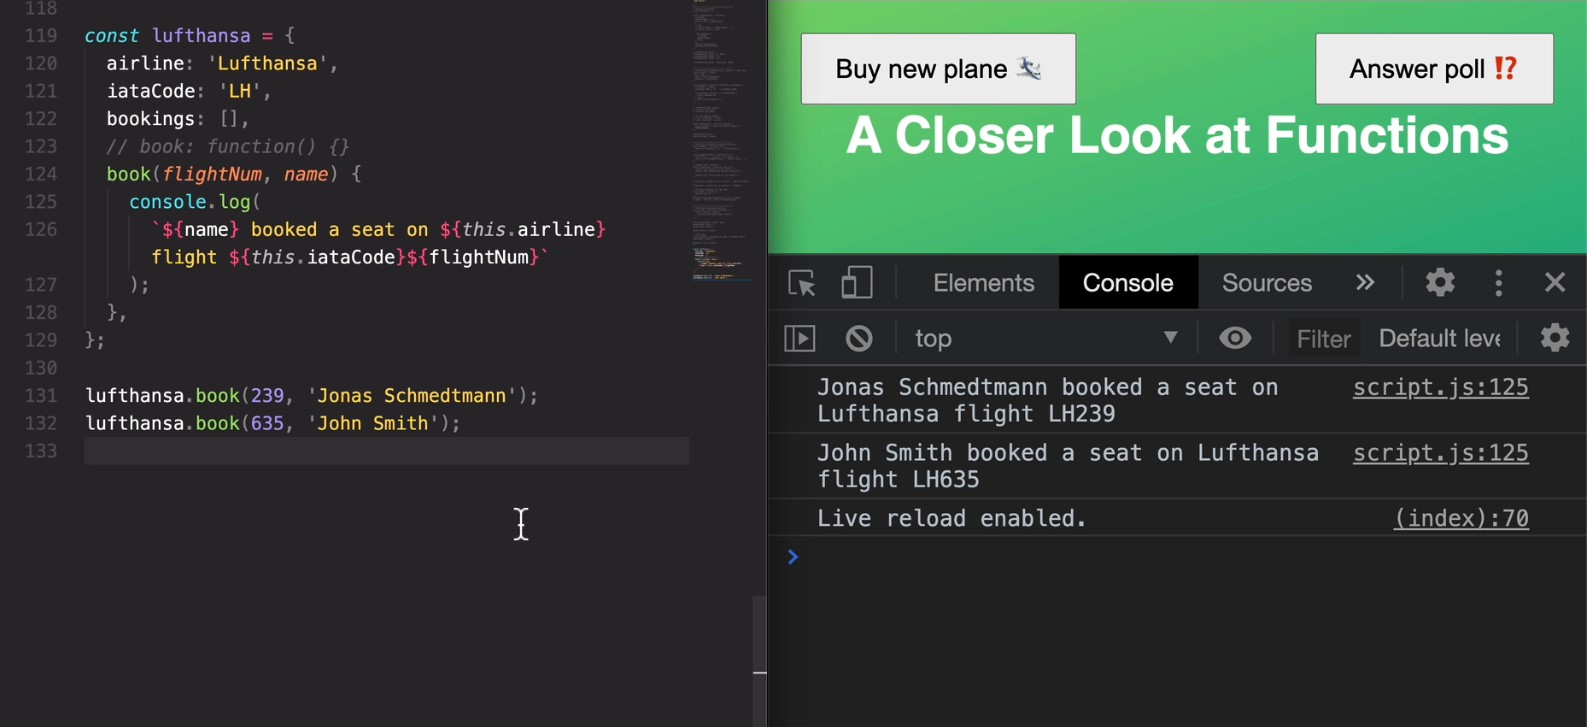 118
119 const lufthansa = {
120 airline: 'Lufthansa',
121 iataCode: 'LH',
122 bookings: [],
123 // book: function() {}
124 book(flightNum, name) {
125 console.log(
126 `${name} booked a seat on ${this.airline}
flight ${this.iataCode}${flightNum}`
127 );
128 },
129 };
130
131 lufthansa.book(239, 'Jonas Schmedtmann');
132 lufthansa.book(635, 'John Smith');
133
Buy new plane 🛩
Answer poll ⁉️
A Closer Look at Functions
Elements Console Sources »
top ▼ Filter Default leve
Jonas Schmedtmann booked a seat on script.js:125
Lufthansa flight LH239
John Smith booked a seat on Lufthansa script.js:125
flight LH635
Live reload enabled. (index):70
>